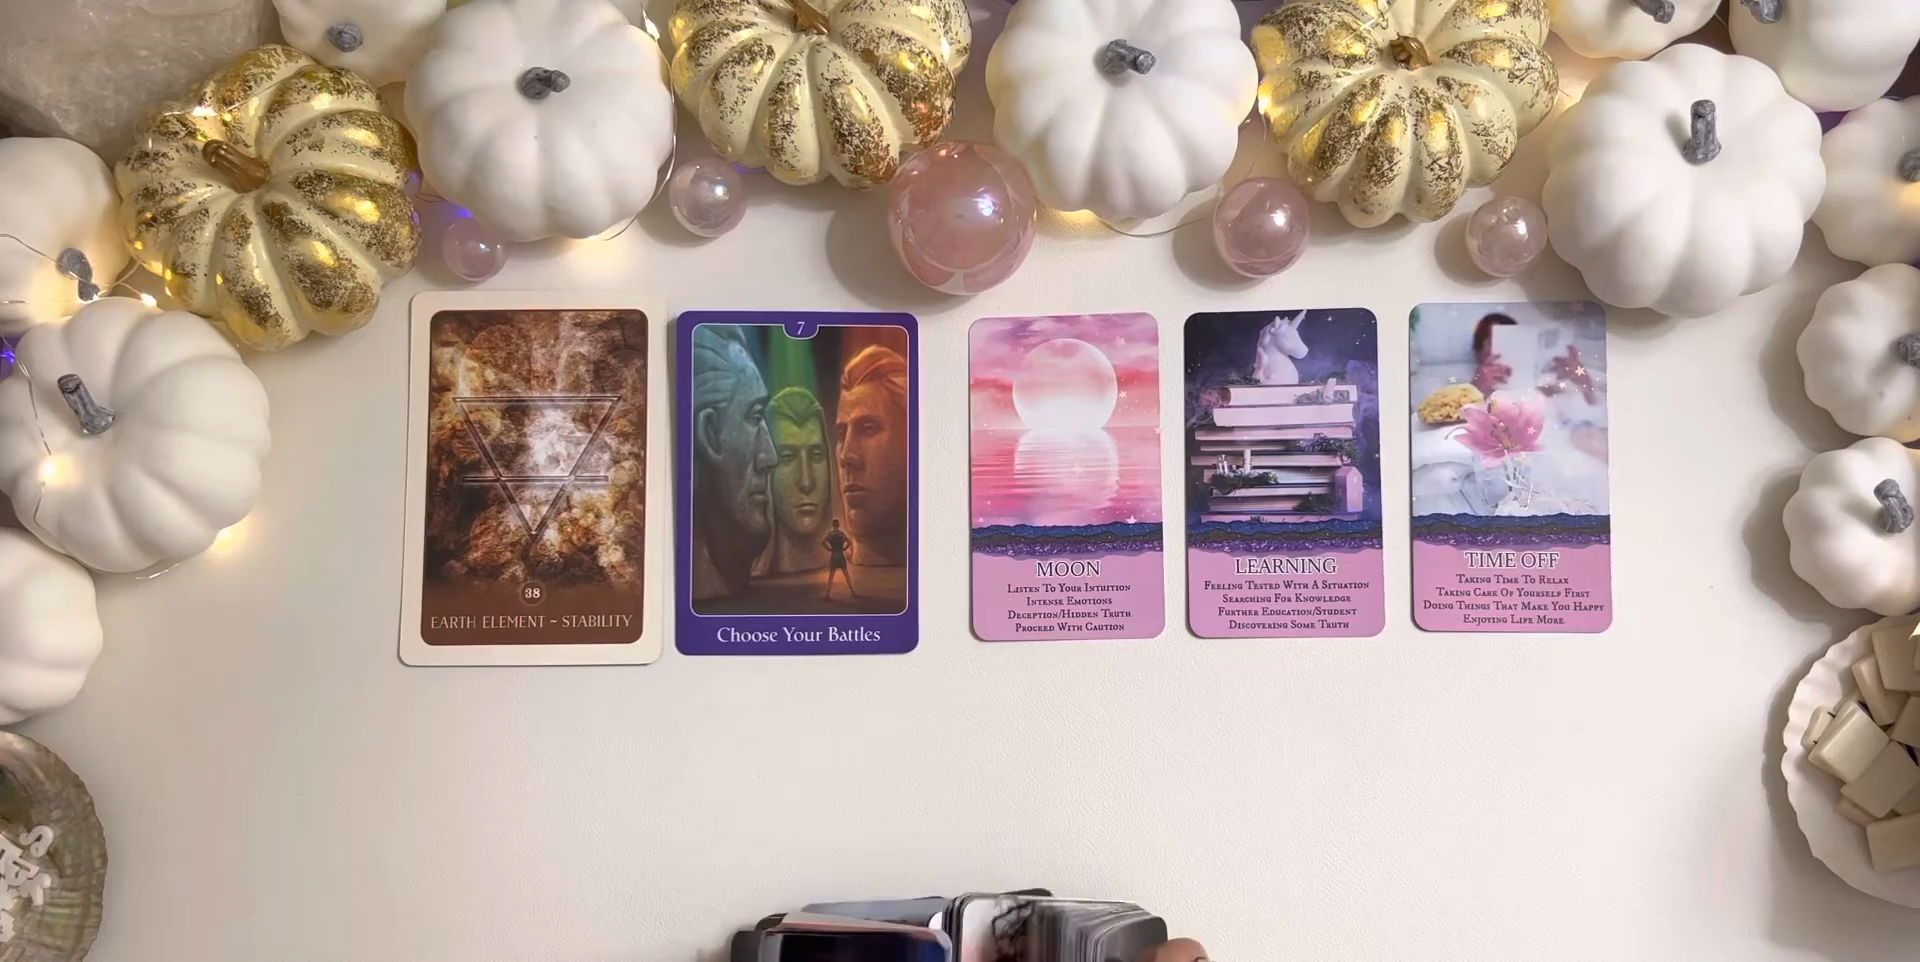 38
EARTH ELEMENT ~ STABILITY
7
Choose Your Battles
MOON
LISTEN TO YOUR INTUITION
INTENSE EMOTIONS
DECEPTION/HIDDEN TRUTH
PROCEED WITH CAUTION
LEARNING
FEELING TESTED WITH A SITUATION
SEARCHING FOR KNOWLEDGE
FURTHER EDUCATION/STUDENT
DISCOVERING SOME TRUTH
TIME OFF
TAKING TIME TO RELAX
TAKING CARE OF YOURSELF FIRST
DOING THINGS THAT MAKE YOU HAPPY
ENJOYING LIFE MORE